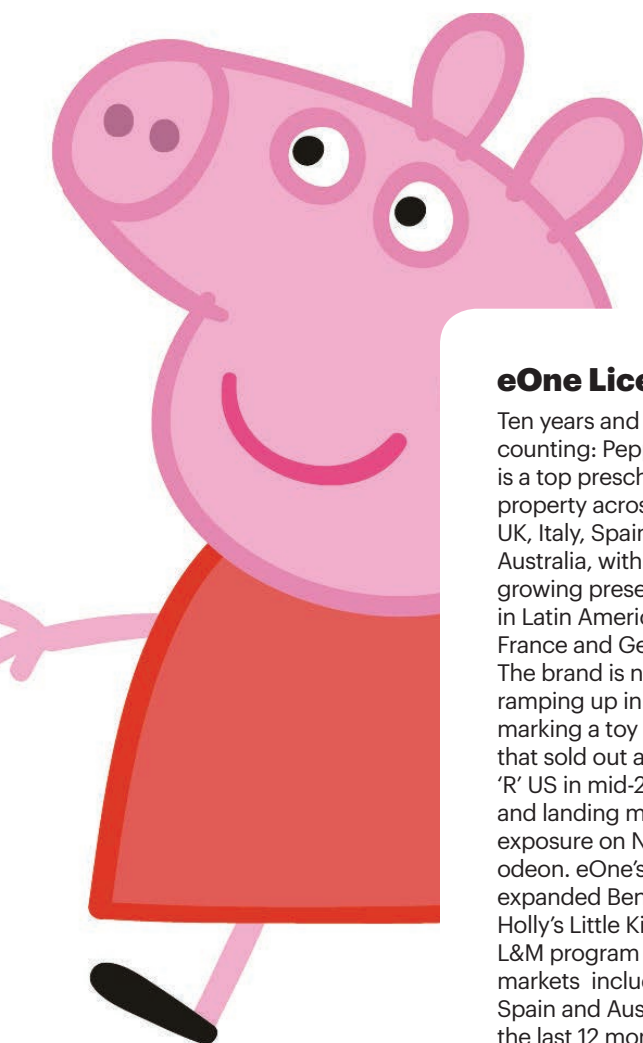 eOne Lice
Ten years and
counting: Pep
is a top presch
property acros
UK, Italy, Spain
Australia, with
growing prese
in Latin Americ
France and Ge
The brand is n
ramping up in
marking a toy
that sold out a
'R' US in mid-2
and landing m
exposure on N
odeon. eOne's
expanded Ben
Holly's Little Ki
L&M program
markets inclu
Spain and Aus
the last 12 mon